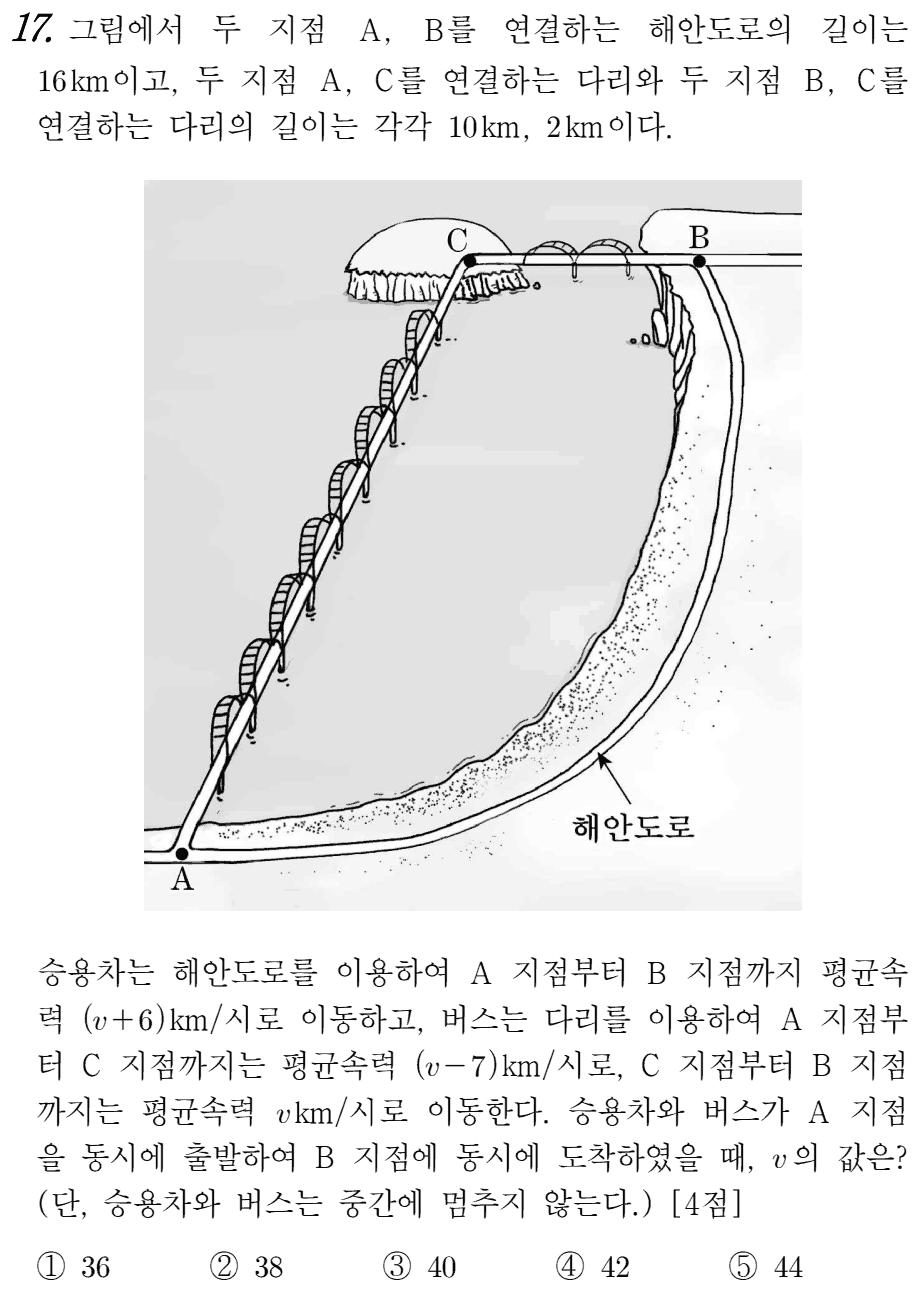 17. 그림에서 두 지점 A, B를 연결하는 해안도로의 길이는
16km이고, 두 지점 A, C를 연결하는 다리와 두 지점 B, C를
연결하는 다리의 길이는 각각 10km, 2km이다.
C
B
해안도로
A
승용차는 해안도로를 이용하여 A 지점부터 B 지점까지 평균속
력 (v+6)km/시로 이동하고, 버스는 다리를 이용하여 A 지점부
터 C 지점까지는 평균속력 (v-7)km/시로, C 지점부터 B 지점
까지는 평균속력 vkm/시로 이동한다. 승용차와 버스가 A 지점
을 동시에 출발하여 B 지점에 동시에 도착하였을 때, v의 값은?
(단, 승용차와 버스는 중간에 멈추지 않는다.) [4점]
① 36 ② 38 ③ 40 ④ 42 ⑤ 44